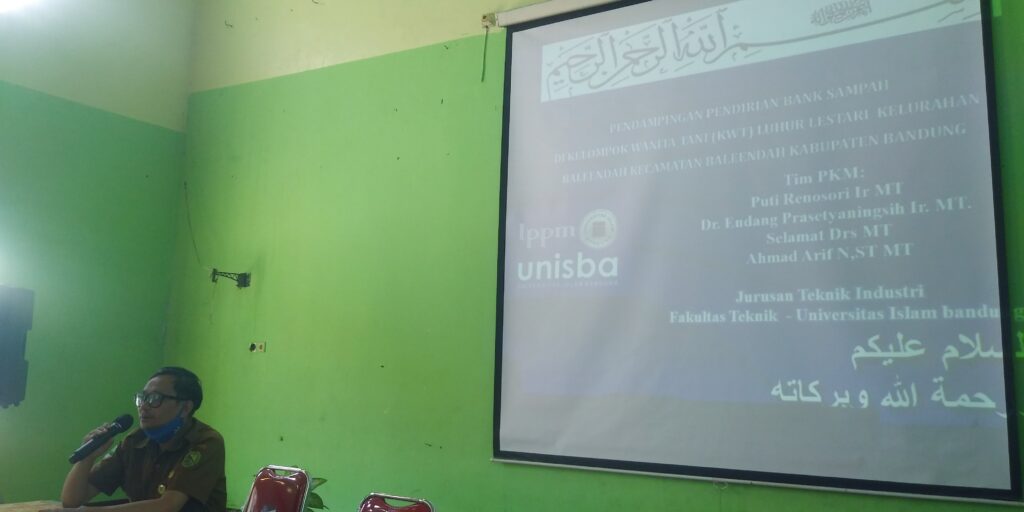 بسم الله الرحمن الرحيم
PENDAMPINGAN PENDIRIAN BANK SAMPAH
DI KELOMPOK WANITA TANI (KWT) LUHUR LESTARI KELURAHAN
BALEENDAH KECAMATAN BALEENDAH KABUPATEN BANDUNG
Tim PKM:
Puti Renosori Ir MT
Dr. Endang Prasetyaningsih Ir. MT.
Selamat Drs MT
Ahmad Arif N,ST MT
lppm
unisba
Jurusan Teknik Industri
Fakultas Teknik - Universitas Islam bandung
السلام عليكم
ورحمة الله وبركاته